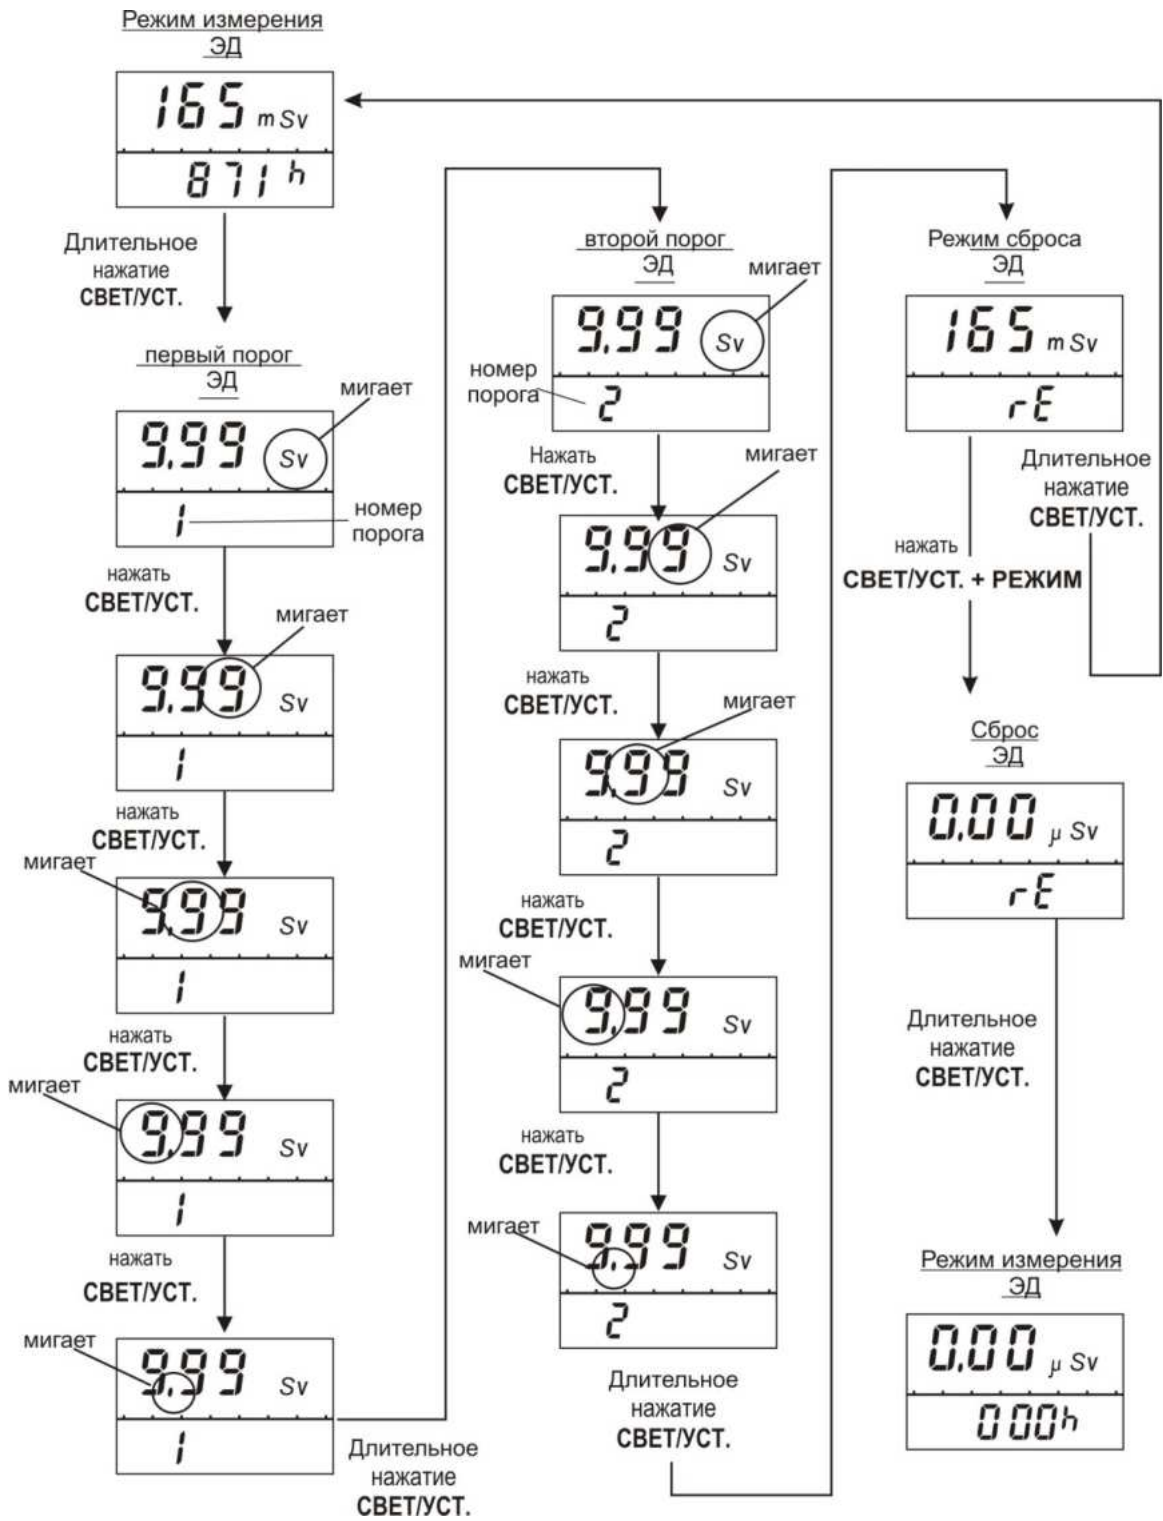 Режим измерения
ЭД
165 mSv
871 h
Длительное
нажатие
СВЕТ/УСТ.
первый порог
ЭД
мигает
9.99 Sv
1
номер
порога
нажать
СВЕТ/УСТ.
мигает
9.99 Sv
1
нажать
СВЕТ/УСТ.
мигает
9.99 Sv
1
нажать
СВЕТ/УСТ.
мигает
9.99 Sv
1
нажать
СВЕТ/УСТ.
мигает
9.99 Sv
1
Длительное
нажатие
СВЕТ/УСТ.
второй порог
ЭД
мигает
9.99 Sv
номер
порога
2
Нажать
СВЕТ/УСТ.
мигает
9.99 Sv
2
нажать
СВЕТ/УСТ.
мигает
9.99 Sv
2
нажать
СВЕТ/УСТ.
мигает
9.99 Sv
2
нажать
СВЕТ/УСТ.
мигает
9.99 Sv
2
Длительное
нажатие
СВЕТ/УСТ.
Режим сброса
ЭД
165 mSv
rE
Длительное
нажатие
СВЕТ/УСТ.
нажать
СВЕТ/УСТ. + РЕЖИМ
Сброс
ЭД
0.00 μ Sv
rE
Длительное
нажатие
СВЕТ/УСТ.
Режим измерения
ЭД
0.00 μ Sv
000h